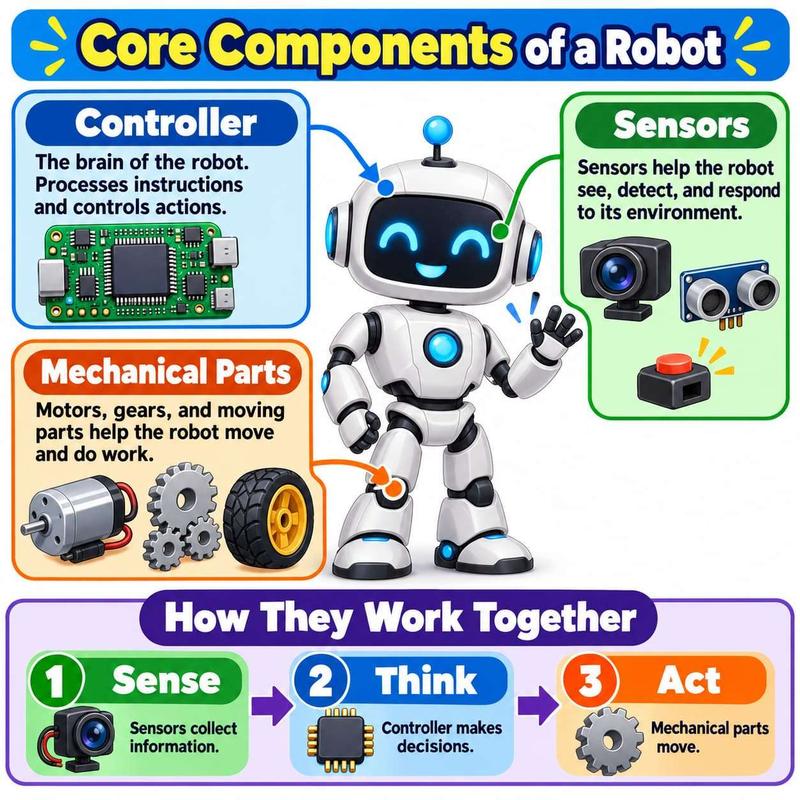 Core Components of a Robot
Controller
The brain of the robot.
Processes instructions
and controls actions.
Sensors
Sensors help the robot
see, detect, and respond
to its environment.
Mechanical Parts
Motors, gears, and moving
parts help the robot move
and do work.
How They Work Together
1 Sense
Sensors collect
information.
2 Think
Controller makes
decisions.
3 Act
Mechanical parts
move.